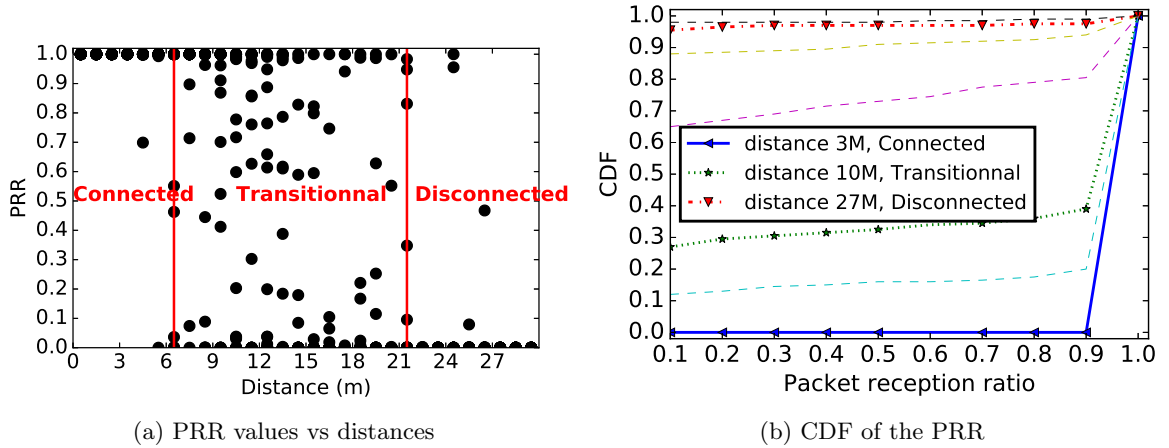 1.0
0.9
0.8
0.7
0.6
0.5
0.4
0.3
0.2
0.1
0.0
PRR
Connected Transitionnal Disconnected
0 3 6 9 12 15 18 21 24 27
Distance (m)
(a) PRR values vs distances
1.0
0.9
0.8
0.7
0.6
0.5
0.4
0.3
0.2
0.1
0.0
CDF
distance 3M, Connected
distance 10M, Transitionnal
distance 27M, Disconnected
0.1 0.2 0.3 0.4 0.5 0.6 0.7 0.8 0.9 1.0
Packet reception ratio
(b) CDF of the PRR